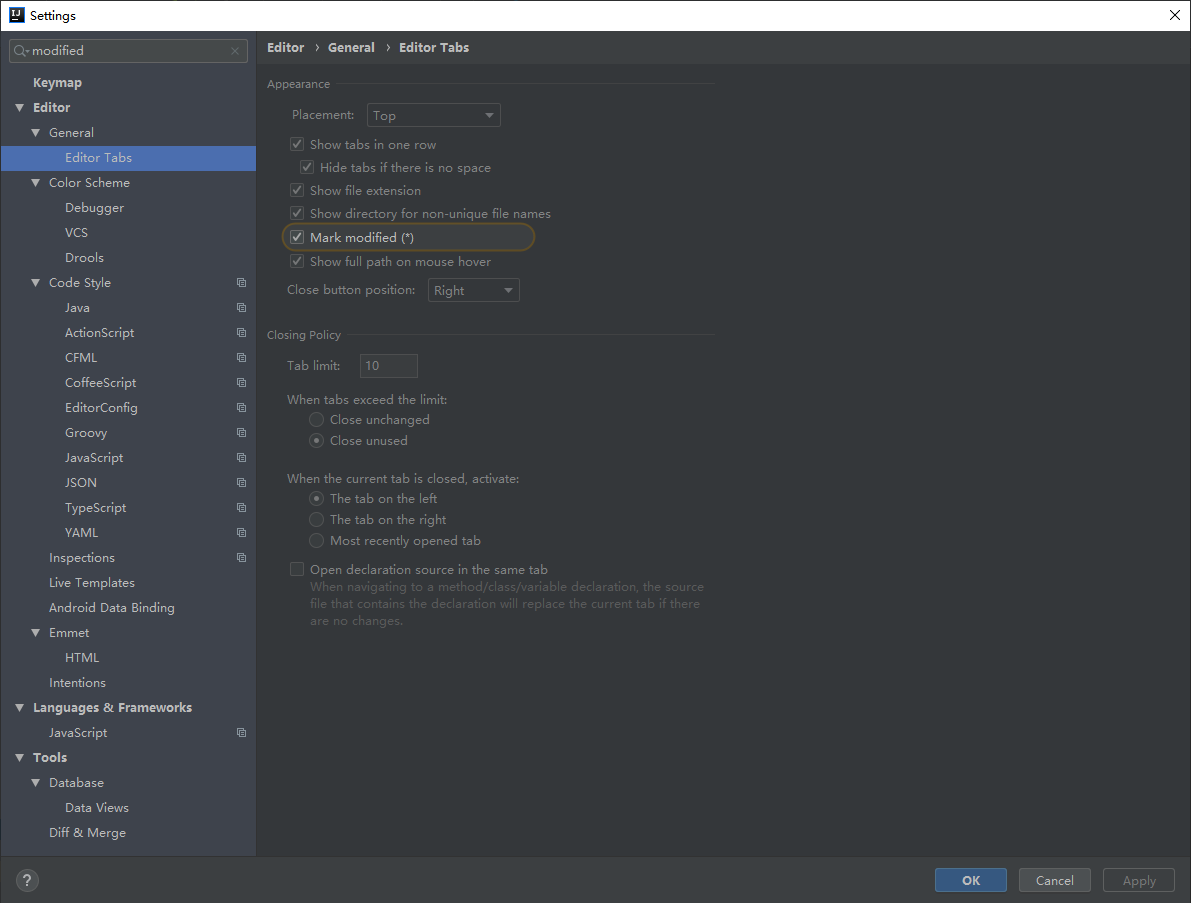 Settings
modified
Keymap
Editor
General
Editor Tabs
Color Scheme
Debugger
VCS
Drools
Code Style
Java
ActionScript
CFML
CoffeeScript
EditorConfig
Groovy
JavaScript
JSON
TypeScript
YAML
Inspections
Live Templates
Android Data Binding
Emmet
HTML
Intentions
Languages & Frameworks
JavaScript
Tools
Database
Data Views
Diff & Merge
Editor › General › Editor Tabs
Appearance
Placement: Top
Show tabs in one row
Hide tabs if there is no space
Show file extension
Show directory for non-unique file names
Mark modified (*)
Show full path on mouse hover
Close button position: Right
Closing Policy
Tab limit: 10
When tabs exceed the limit:
Close unchanged
Close unused
When the current tab is closed, activate:
The tab on the left
The tab on the right
Most recently opened tab
Open declaration source in the same tab
When navigating to a method/class/variable declaration, the source
file that contains the declaration will replace the current tab if there
are no changes.
?
OK
Cancel
Apply